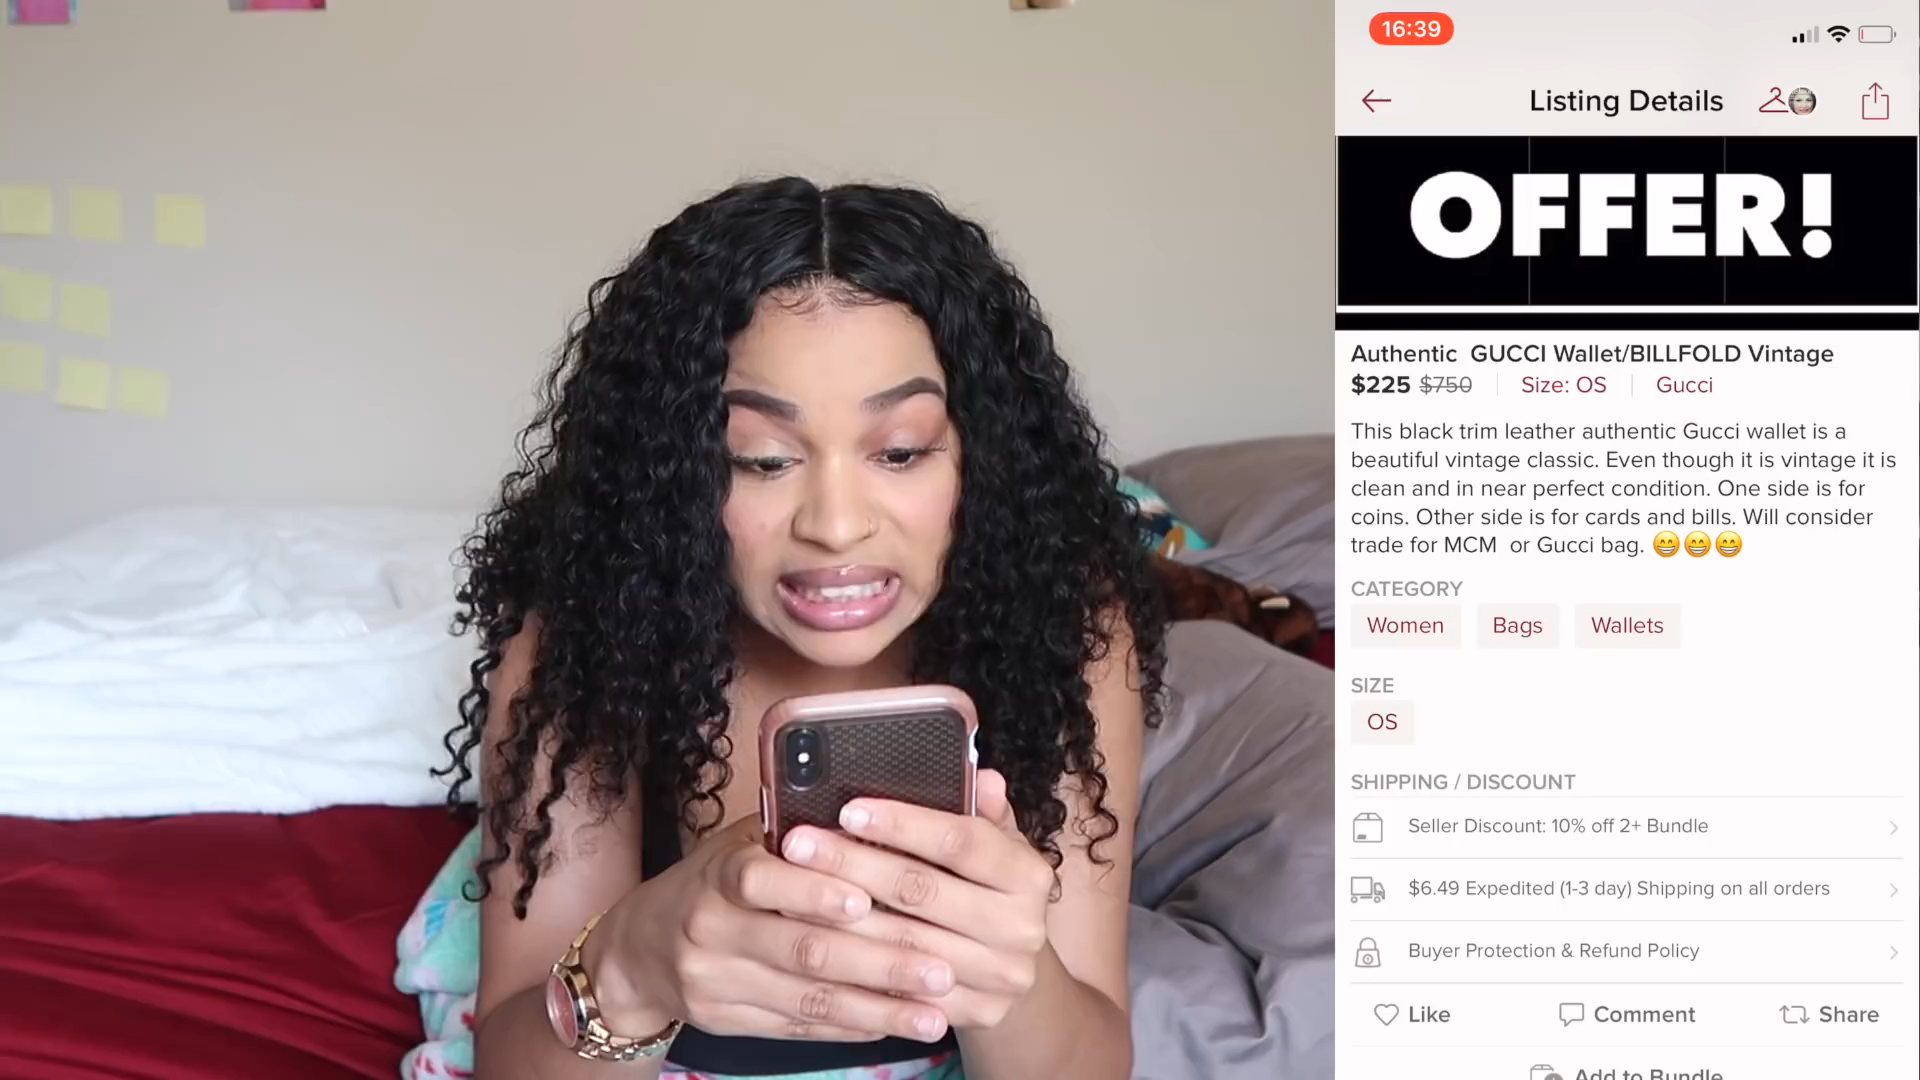 16:39
Listing Details
OFFER!
Authentic GUCCI Wallet/BILLFOLD Vintage
$225 $750 Size: OS Gucci
This black trim leather authentic Gucci wallet is a
beautiful vintage classic. Even though it is vintage it is
clean and in near perfect condition. One side is for
coins. Other side is for cards and bills. Will consider
trade for MCM or Gucci bag. 😁😁😁
CATEGORY
Women Bags Wallets
SIZE
OS
SHIPPING / DISCOUNT
Seller Discount: 10% off 2+ Bundle
$6.49 Expedited (1-3 day) Shipping on all orders
Buyer Protection & Refund Policy
Like Comment Share
Add to Bundle